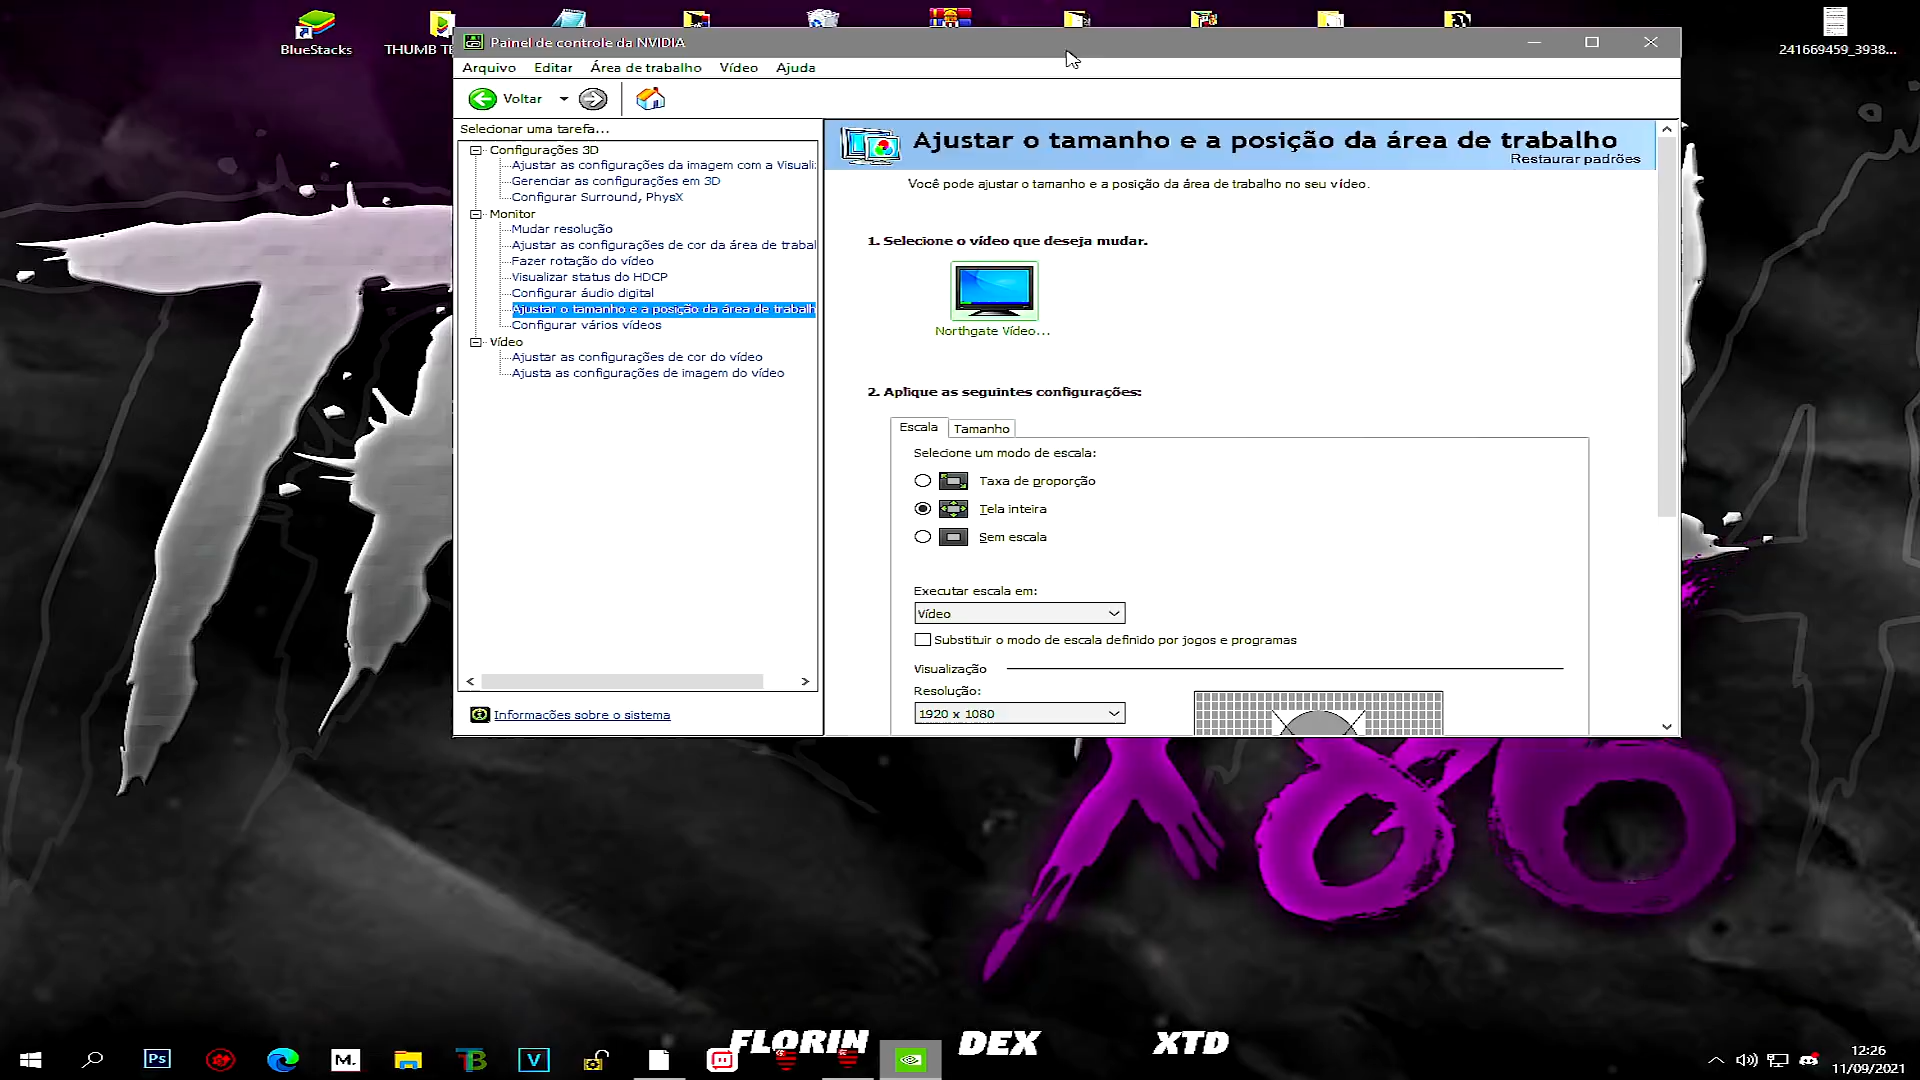 BlueStacks
THUMB TE
241669459_3938...
Painel de controle da NVIDIA
Arquivo Editar Área de trabalho Vídeo Ajuda
Voltar
Selecionar uma tarefa...
Configurações 3D
Ajustar as configurações da imagem com a Visuali
Gerenciar as configurações em 3D
Configurar Surround, PhysX
Monitor
Mudar resolução
Ajustar as configurações de cor da área de trabal
Fazer rotação do vídeo
Visualizar status do HDCP
Configurar áudio digital
Ajustar o tamanho e a posição da área de trabalh
Configurar vários vídeos
Vídeo
Ajustar as configurações de cor do vídeo
Ajusta as configurações de imagem do vídeo
Informações sobre o sistema
Ajustar o tamanho e a posição da área de trabalho
Restaurar padrões
Você pode ajustar o tamanho e a posição da área de trabalho no seu vídeo.
1. Selecione o vídeo que deseja mudar.
Northgate Vídeo...
2. Aplique as seguintes configurações:
Escala Tamanho
Selecione um modo de escala:
Taxa de proporção
Tela inteira
Sem escala
Executar escala em:
Vídeo
Substituir o modo de escala definido por jogos e programas
Visualização
Resolução:
1920 x 1080
X86
FLORIN DEX XTD
Ps
M.
TB
V
12:26
11/09/2021